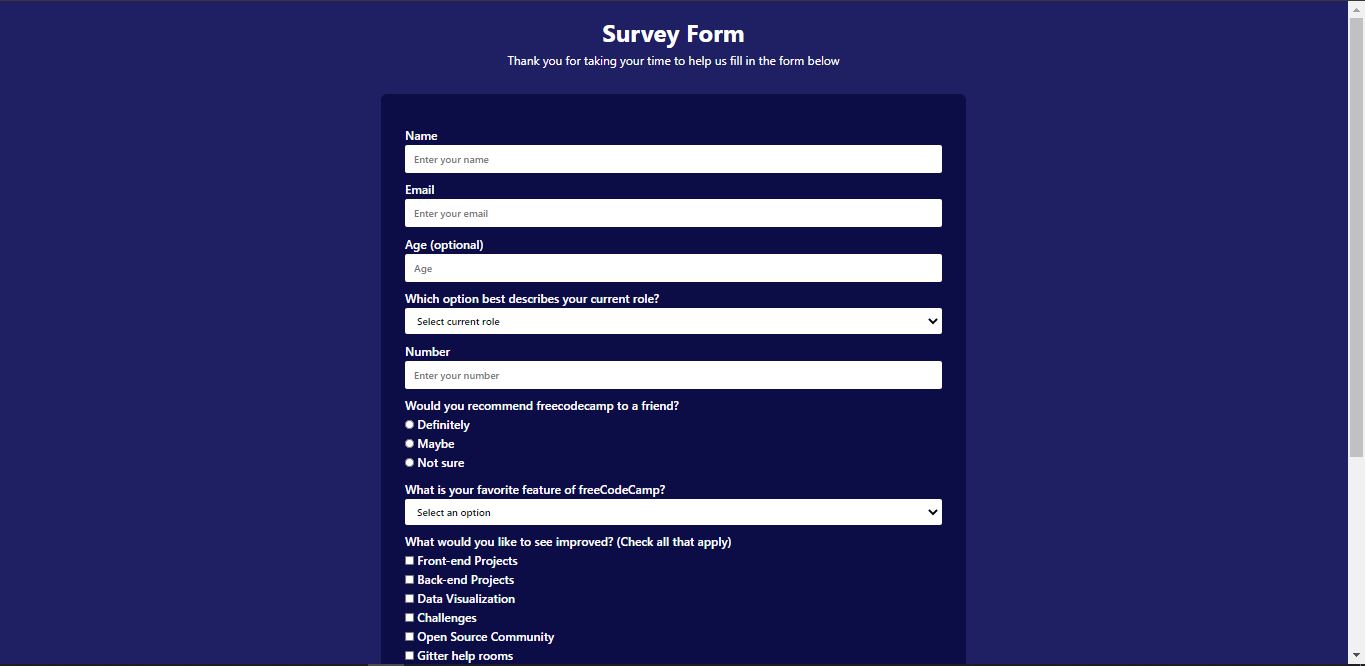 Survey Form
Thank you for taking your time to help us fill in the form below
Name
Enter your name
Email
Enter your email
Age (optional)
Age
Which option best describes your current role?
Select current role
Number
Enter your number
Would you recommend freecodecamp to a friend?
Definitely
Maybe
Not sure
What is your favorite feature of freeCodeCamp?
Select an option
What would you like to see improved? (Check all that apply)
Front-end Projects
Back-end Projects
Data Visualization
Challenges
Open Source Community
Gitter help rooms